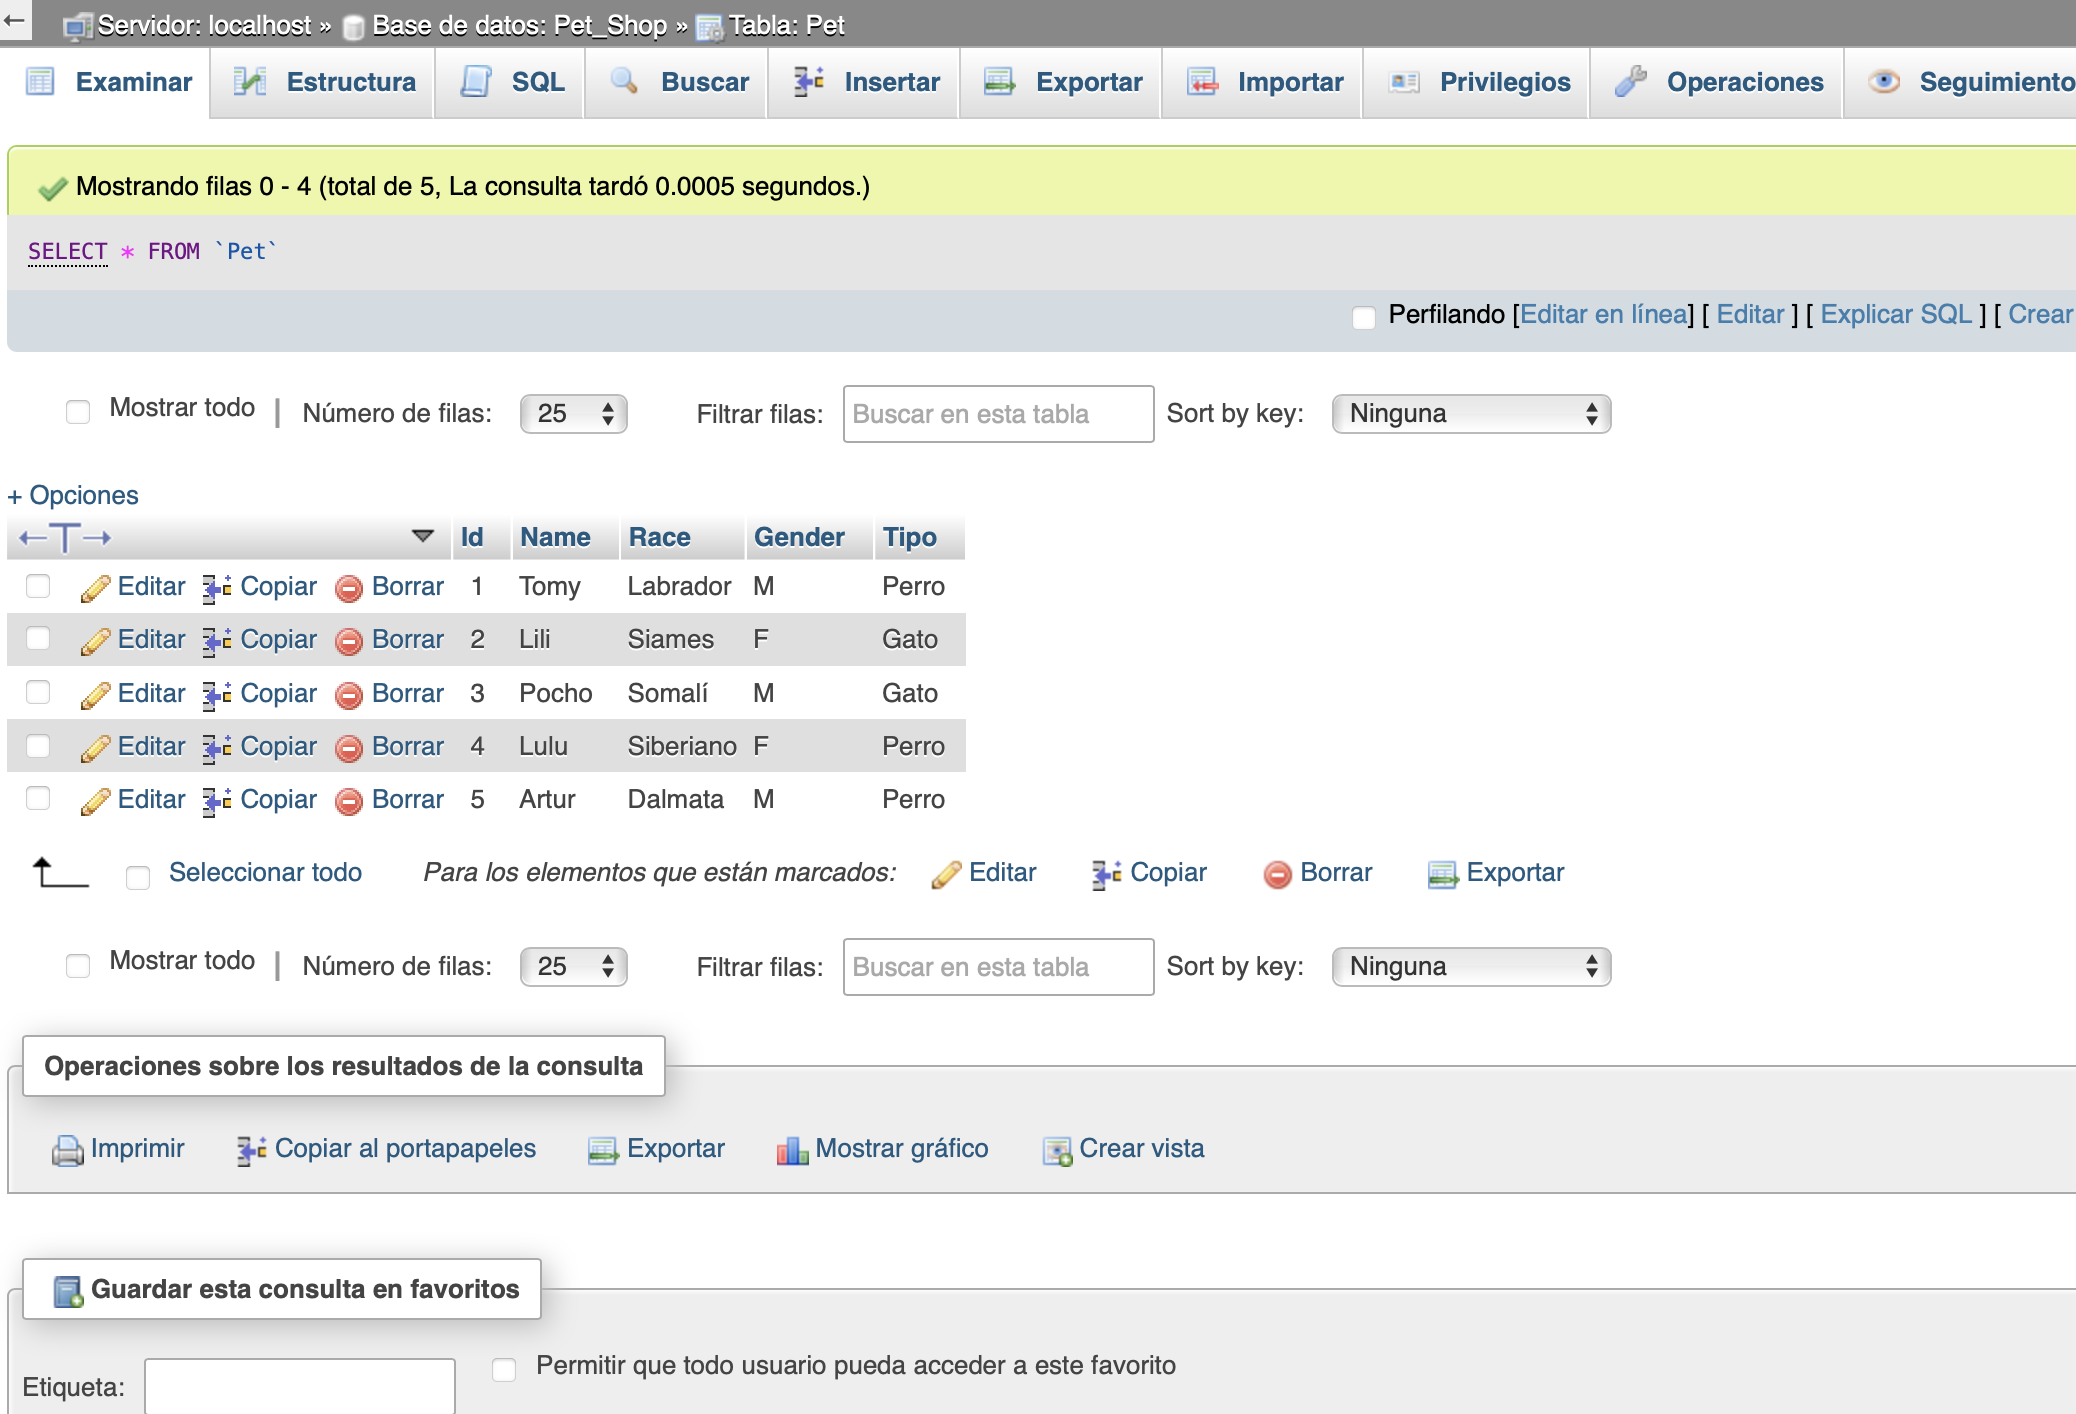 Servidor: localhost » Base de datos: Pet_Shop » Tabla: Pet
Examinar Estructura SQL Buscar Insertar Exportar Importar Privilegios Operaciones Seguimiento
Mostrando filas 0 - 4 (total de 5, La consulta tardó 0.0005 segundos.)
SELECT * FROM `Pet`
Perfilando [Editar en línea] [ Editar ] [ Explicar SQL ] [ Crear
Mostrar todo | Número de filas: 25 Filtrar filas: Buscar en esta tabla Sort by key: Ninguna
+ Opciones
←T→ Id Name Race Gender Tipo
Editar Copiar Borrar 1 Tomy Labrador M Perro
Editar Copiar Borrar 2 Lili Siames F Gato
Editar Copiar Borrar 3 Pocho Somalí M Gato
Editar Copiar Borrar 4 Lulu Siberiano F Perro
Editar Copiar Borrar 5 Artur Dalmata M Perro
Seleccionar todo Para los elementos que están marcados: Editar Copiar Borrar Exportar
Mostrar todo | Número de filas: 25 Filtrar filas: Buscar en esta tabla Sort by key: Ninguna
Operaciones sobre los resultados de la consulta
Imprimir Copiar al portapapeles Exportar Mostrar gráfico Crear vista
Guardar esta consulta en favoritos
Etiqueta: Permitir que todo usuario pueda acceder a este favorito